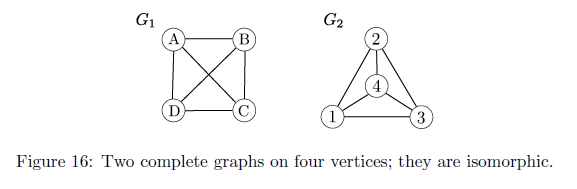 G1 G2
A B 2
4
D C 1 3
Figure 16: Two complete graphs on four vertices; they are isomorphic.